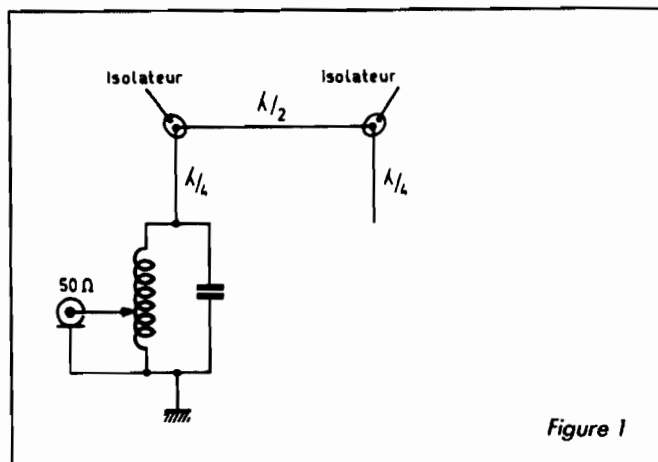 Isolateur
Isolateur
λ/2
λ/4
λ/4
50 Ω
Figure 1